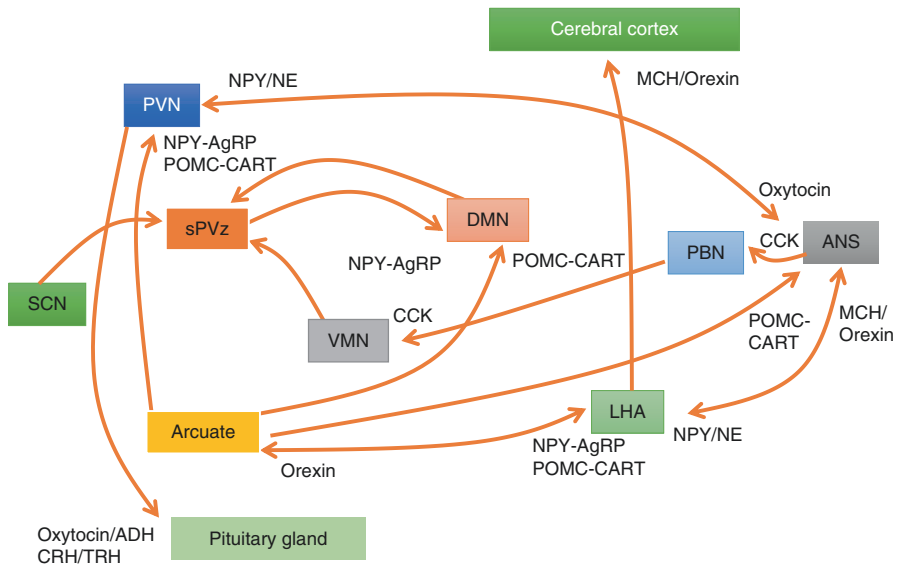 Cerebral cortex
NPY/NE
MCH/Orexin
PVN
NPY-AgRP
POMC-CART
Oxytocin
sPVz
DMN
CCK
ANS
PBN
NPY-AgRP
POMC-CART
SCN
CCK
MCH/
Orexin
VMN
POMC-
CART
LHA
Arcuate
NPY/NE
NPY-AgRP
POMC-CART
Orexin
Oxytocin/ADH
CRH/TRH
Pituitary gland